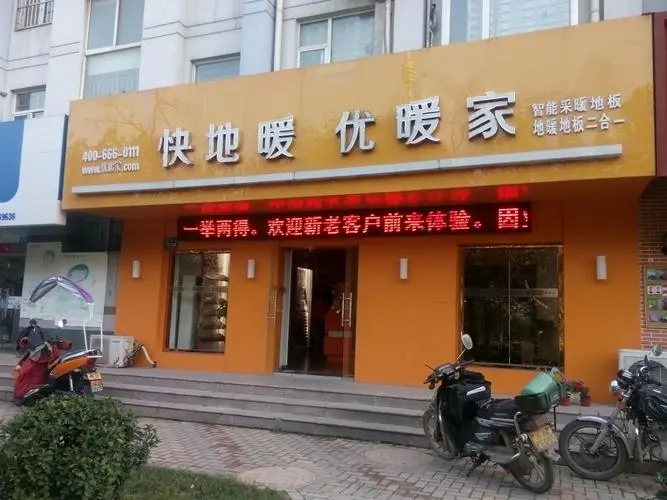 400-666-0111
快地暖 优暖家
智能采暖地板
地暖地板二合一
一举两得。欢迎新老客户前来体验。因
9636